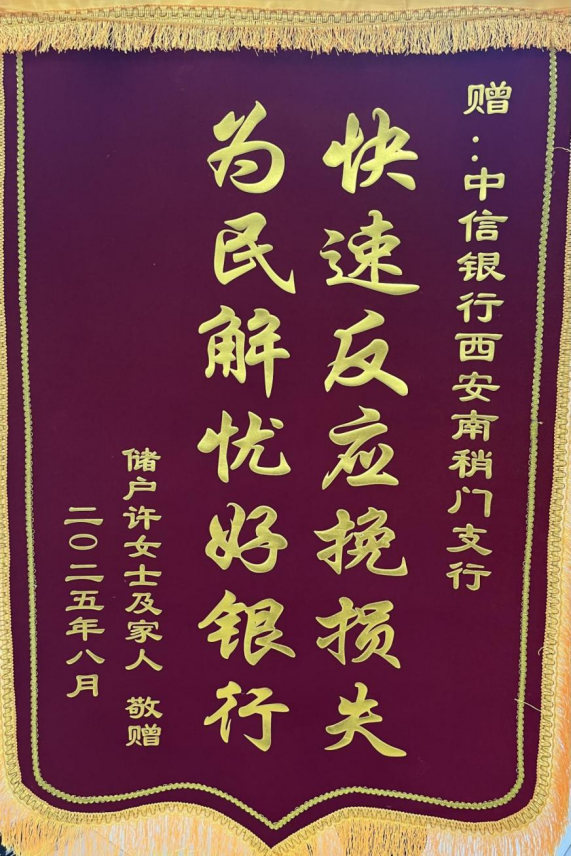 赠：中信银行西安南稍门支行
快速反应挽损失
为民解忧好银行
储户许女士及家人 敬赠
二〇二五年八月